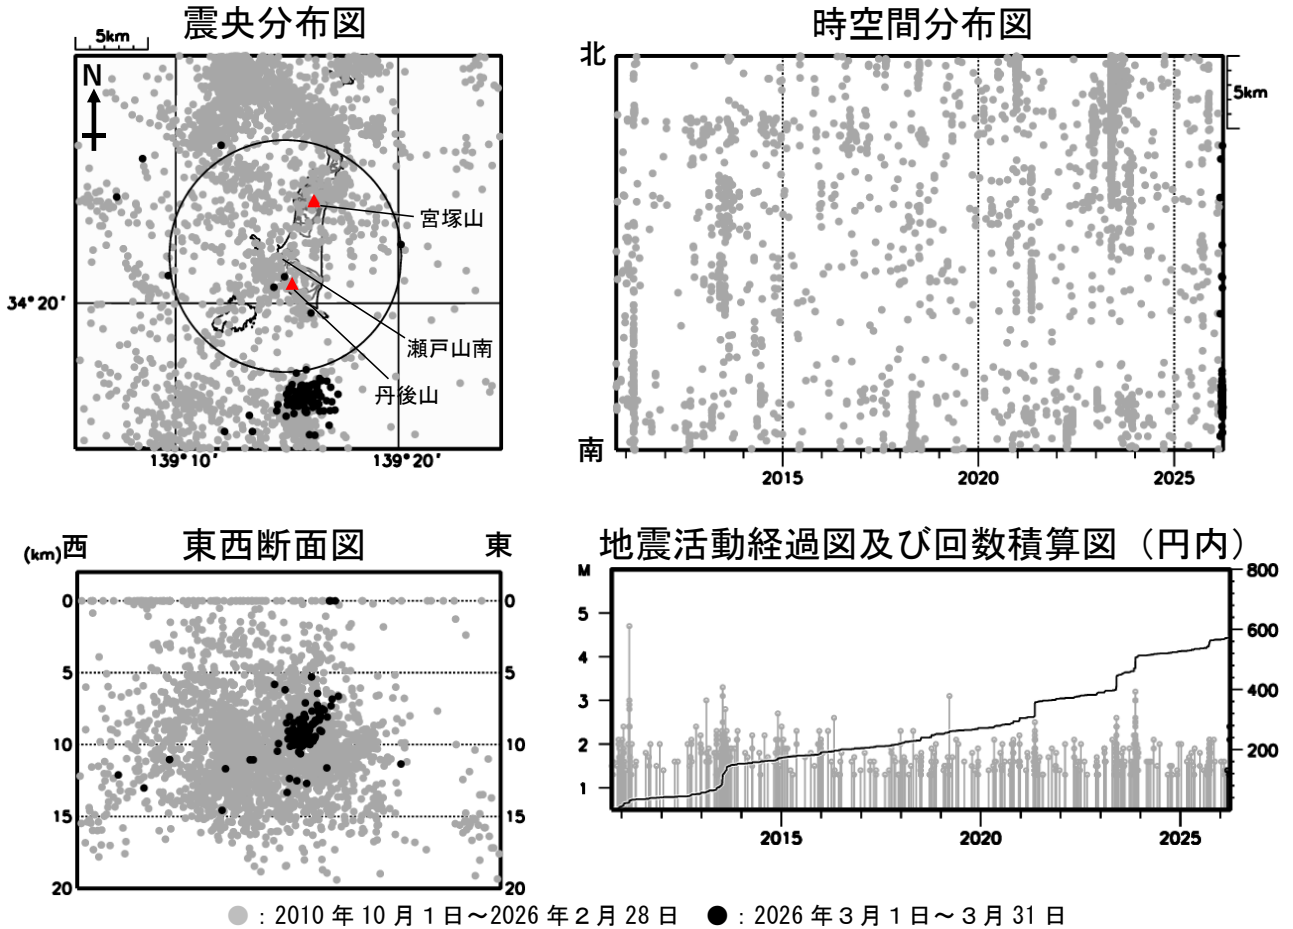 震央分布図
5km
N
宮塚山
34°20'
瀬戸山南
丹後山
139°10'
139°20'
時空間分布図
北
5km
南
2015
2020
2025
東西断面図
(km)
西
東
0
0
5
5
10
10
15
15
20
20
地震活動経過図及び回数積算図（円内）
M
800
5
600
4
3
400
2
200
1
2015
2020
2025
：2010 年 10 月 1 日～2026 年 2 月 28 日
：2026 年 3 月 1 日～ 3 月 31 日